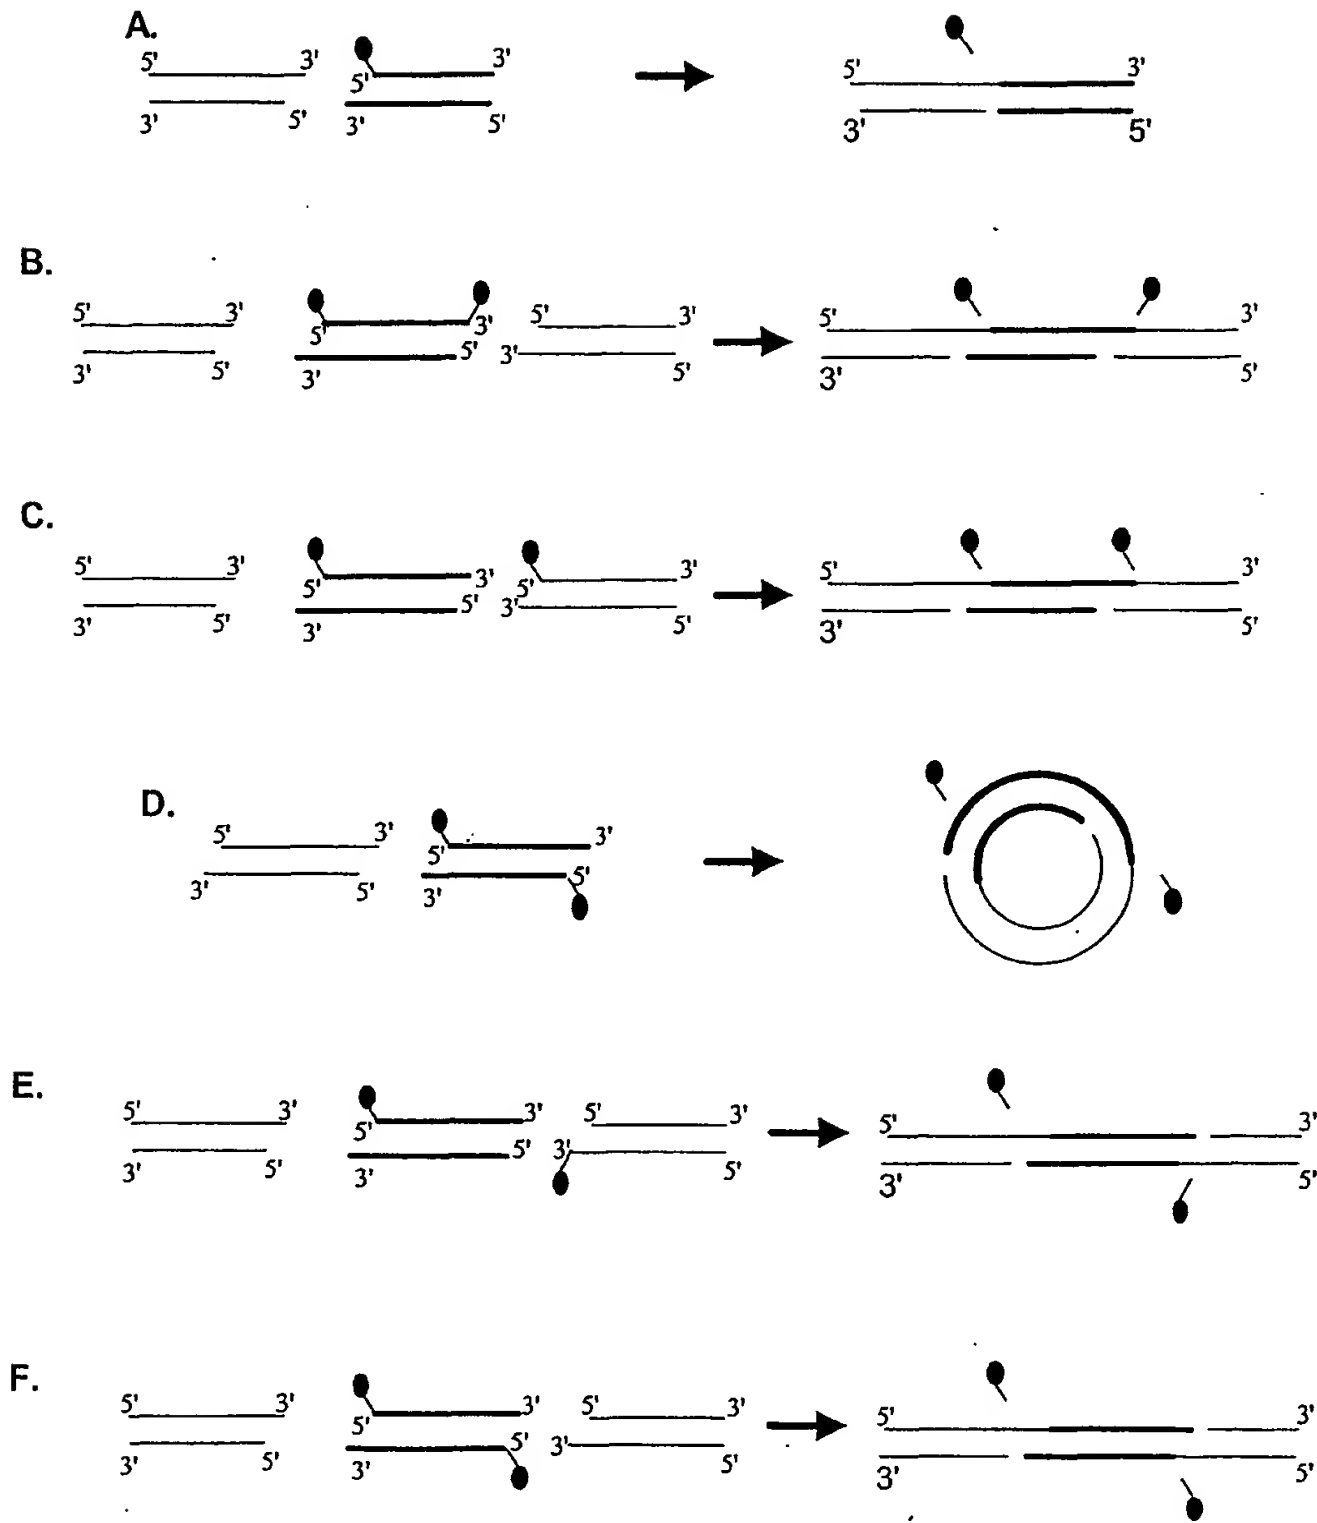 A.
5' 3' 5' 3' 5' 3'
3' 5' 3' 5' 3' 5'
B.
5' 3' 5' 3' 5' 3' 5' 3'
3' 5' 3' 5' 3' 5' 3' 5'
C.
5' 3' 5' 3' 5' 3' 5' 3'
3' 5' 3' 5' 3' 5' 3' 5'
D.
5' 3' 5' 3'
3' 5' 3' 5'
E.
5' 3' 5' 3' 5' 3' 5' 3'
3' 5' 3' 5' 3' 5' 3' 5'
F.
5' 3' 5' 3' 5' 3' 5' 3'
3' 5' 3' 5' 3' 5' 3' 5'